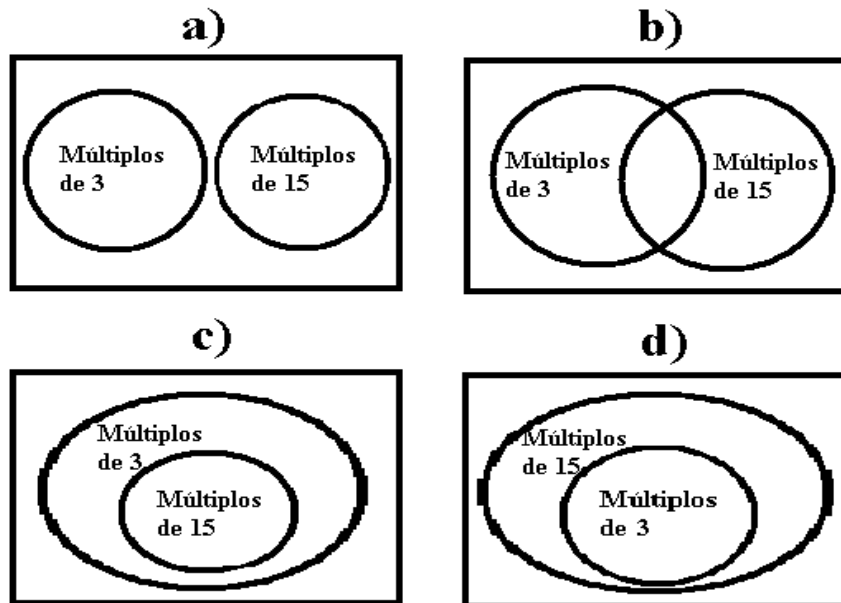 a)
Múltiplos
de 3
Múltiplos
de 15
b)
Múltiplos
de 3
Múltiplos
de 15
c)
Múltiplos
de 3
Múltiplos
de 15
d)
Múltiplos
de 15
Múltiplos
de 3